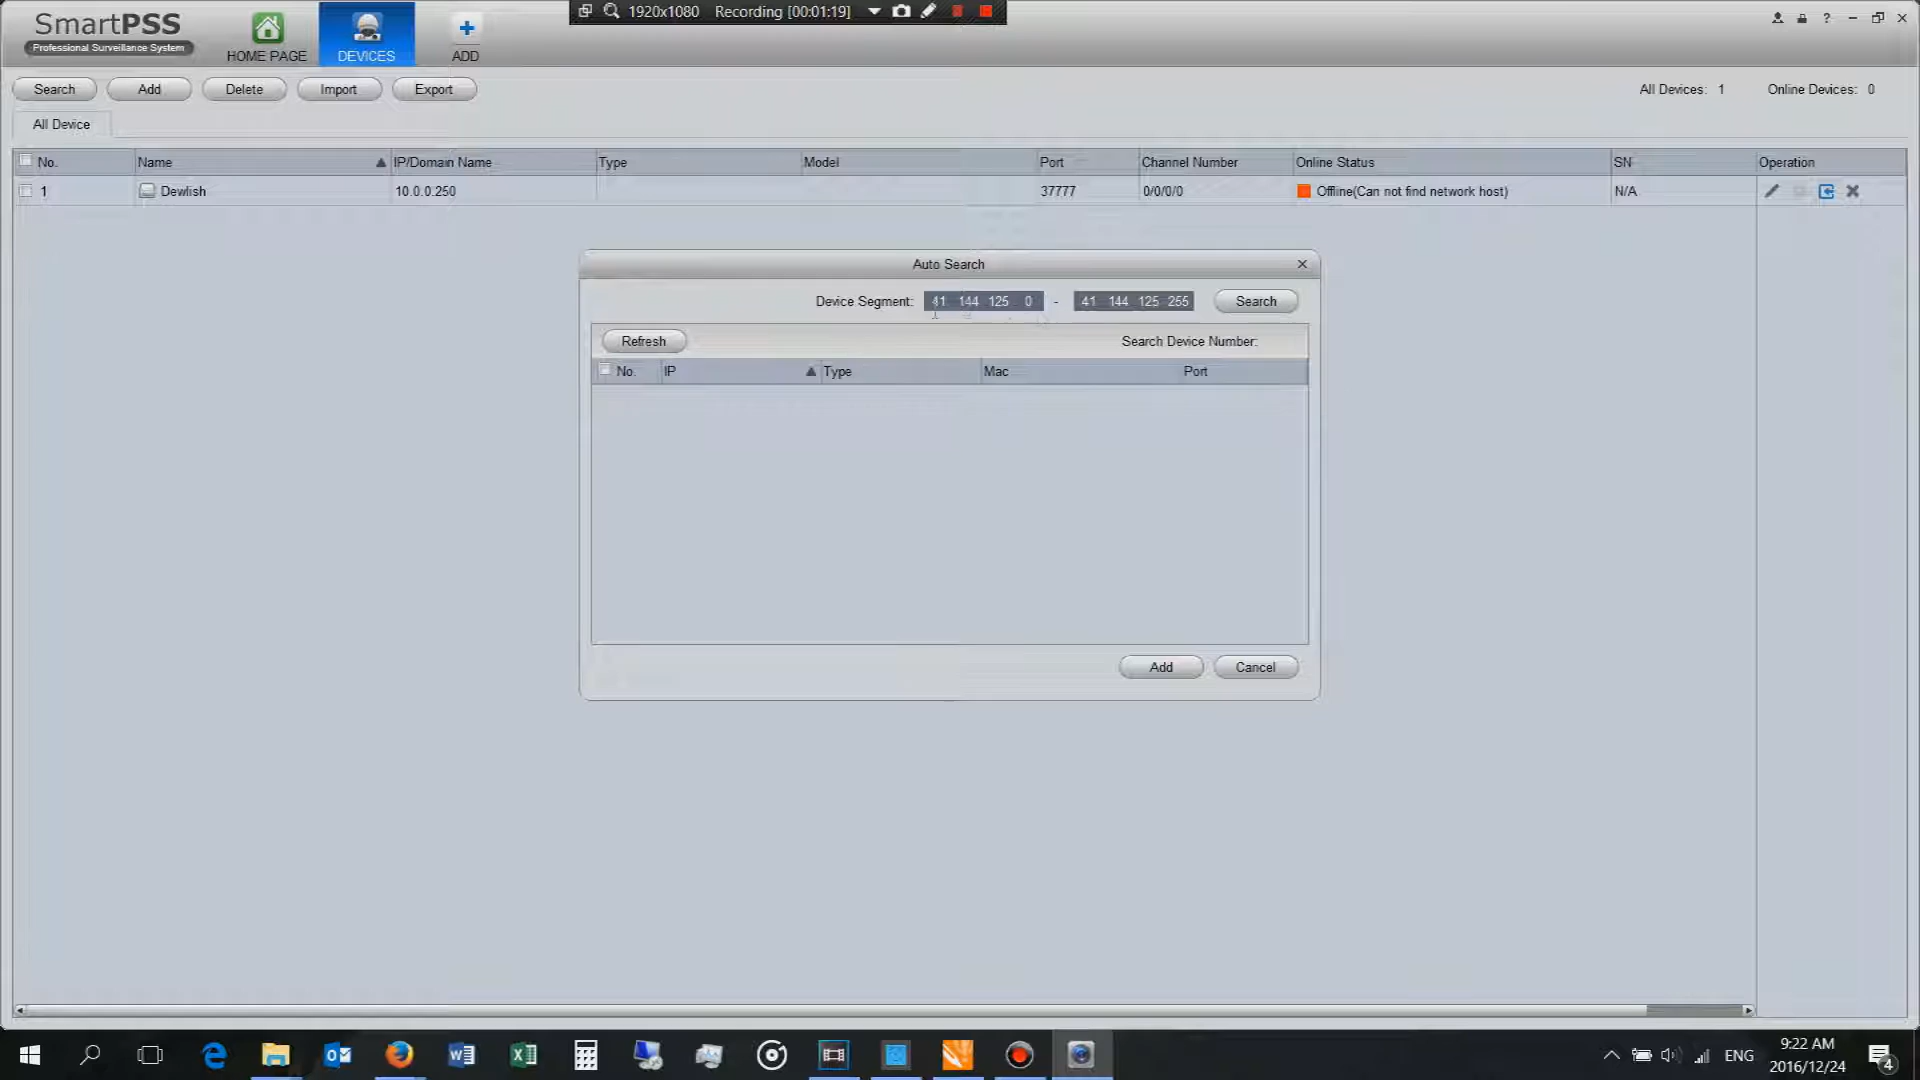 1920x1080 Recording [00:01:19]
SmartPSS
Professional Surveillance System
HOME PAGE
DEVICES
ADD
Search
Add
Delete
Import
Export
All Devices: 1
Online Devices: 0
All Device
No. Name IP/Domain Name Type Model Port Channel Number Online Status SN Operation
1 Dewlish 10.0.0.250 37777 0/0/0/0 Offline(Can not find network host) N/A
Auto Search
Device Segment: 41 144 125 0 - 41 144 125 255 Search
Refresh
Search Device Number:
No. IP Type Mac Port
Add
Cancel
ENG
9:22 AM
2016/12/24
4